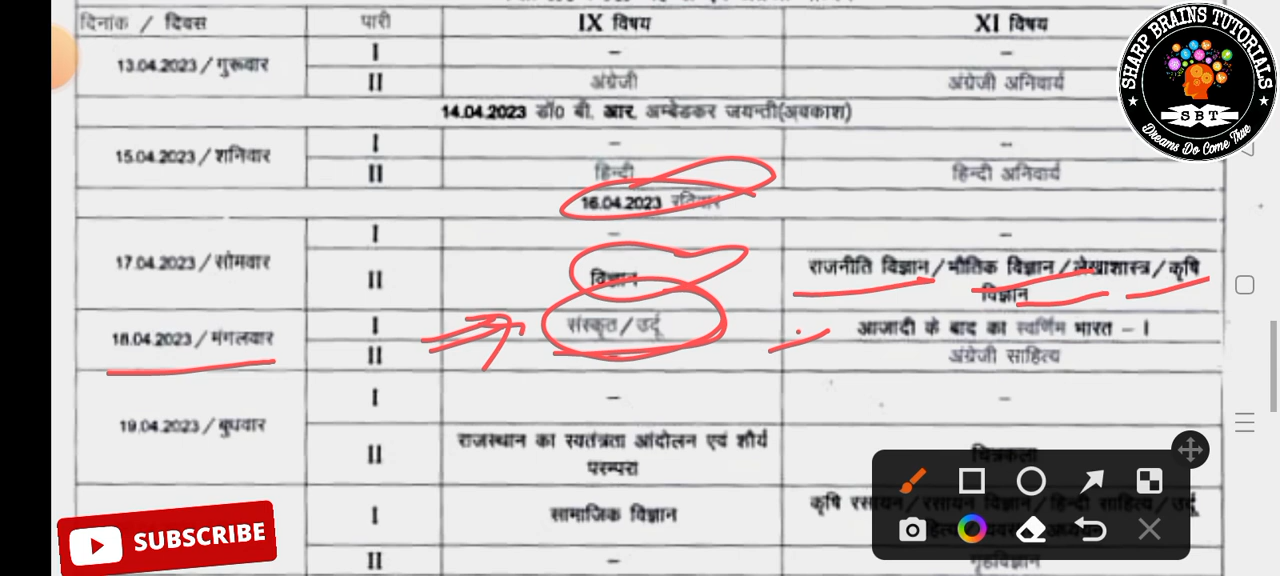 दिनांक / दिवस पारी IX विषय XI विषय
13.04.2023 / गुरूवार I – –
II अंग्रेजी अंग्रेजी अनिवार्य
14.04.2023 डॉ0 बी. आर. अम्बेडकर जयन्ती(अवकाश)
15.04.2023 / शनिवार I – --
II हिन्दी हिन्दी अनिवार्य
16.04.2023 रविवार
17.04.2023 / सोमवार I – –
II विज्ञान राजनीति विज्ञान/भौतिक विज्ञान/लेखाशास्त्र/कृषि
विज्ञान
18.04.2023 / मंगलवार I संस्कृत/उर्दू आजादी के बाद का स्वर्णिम भारत – I
II अंग्रेजी साहित्य
19.04.2023 / बुधवार I – –
II राजस्थान का स्वतंत्रता आंदोलन एवं शौर्य
परम्परा
चित्रकला
I सामाजिक विज्ञान कृषि रसायन/रसायन विज्ञान/हिन्दी साहित्य/उर्दू
II – गृहविज्ञान
SHARP BRAINS TUTORIALS
SBT
Dreams Do Come True
SUBSCRIBE